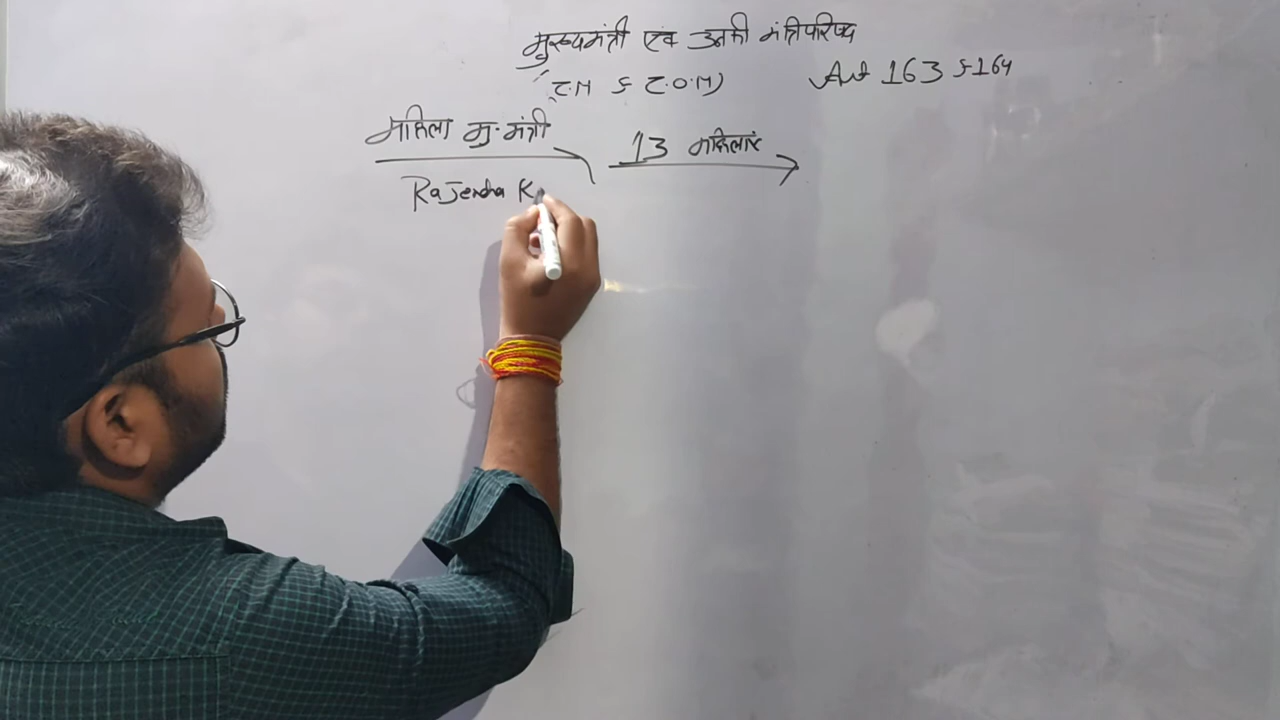 मुख्यमंत्री एवं उनकी मंत्रिपरिषद
(C.M & C.O.M) Art 163 & 164
महिला मु. मंत्री 13 महिलाएं
Rajendra K